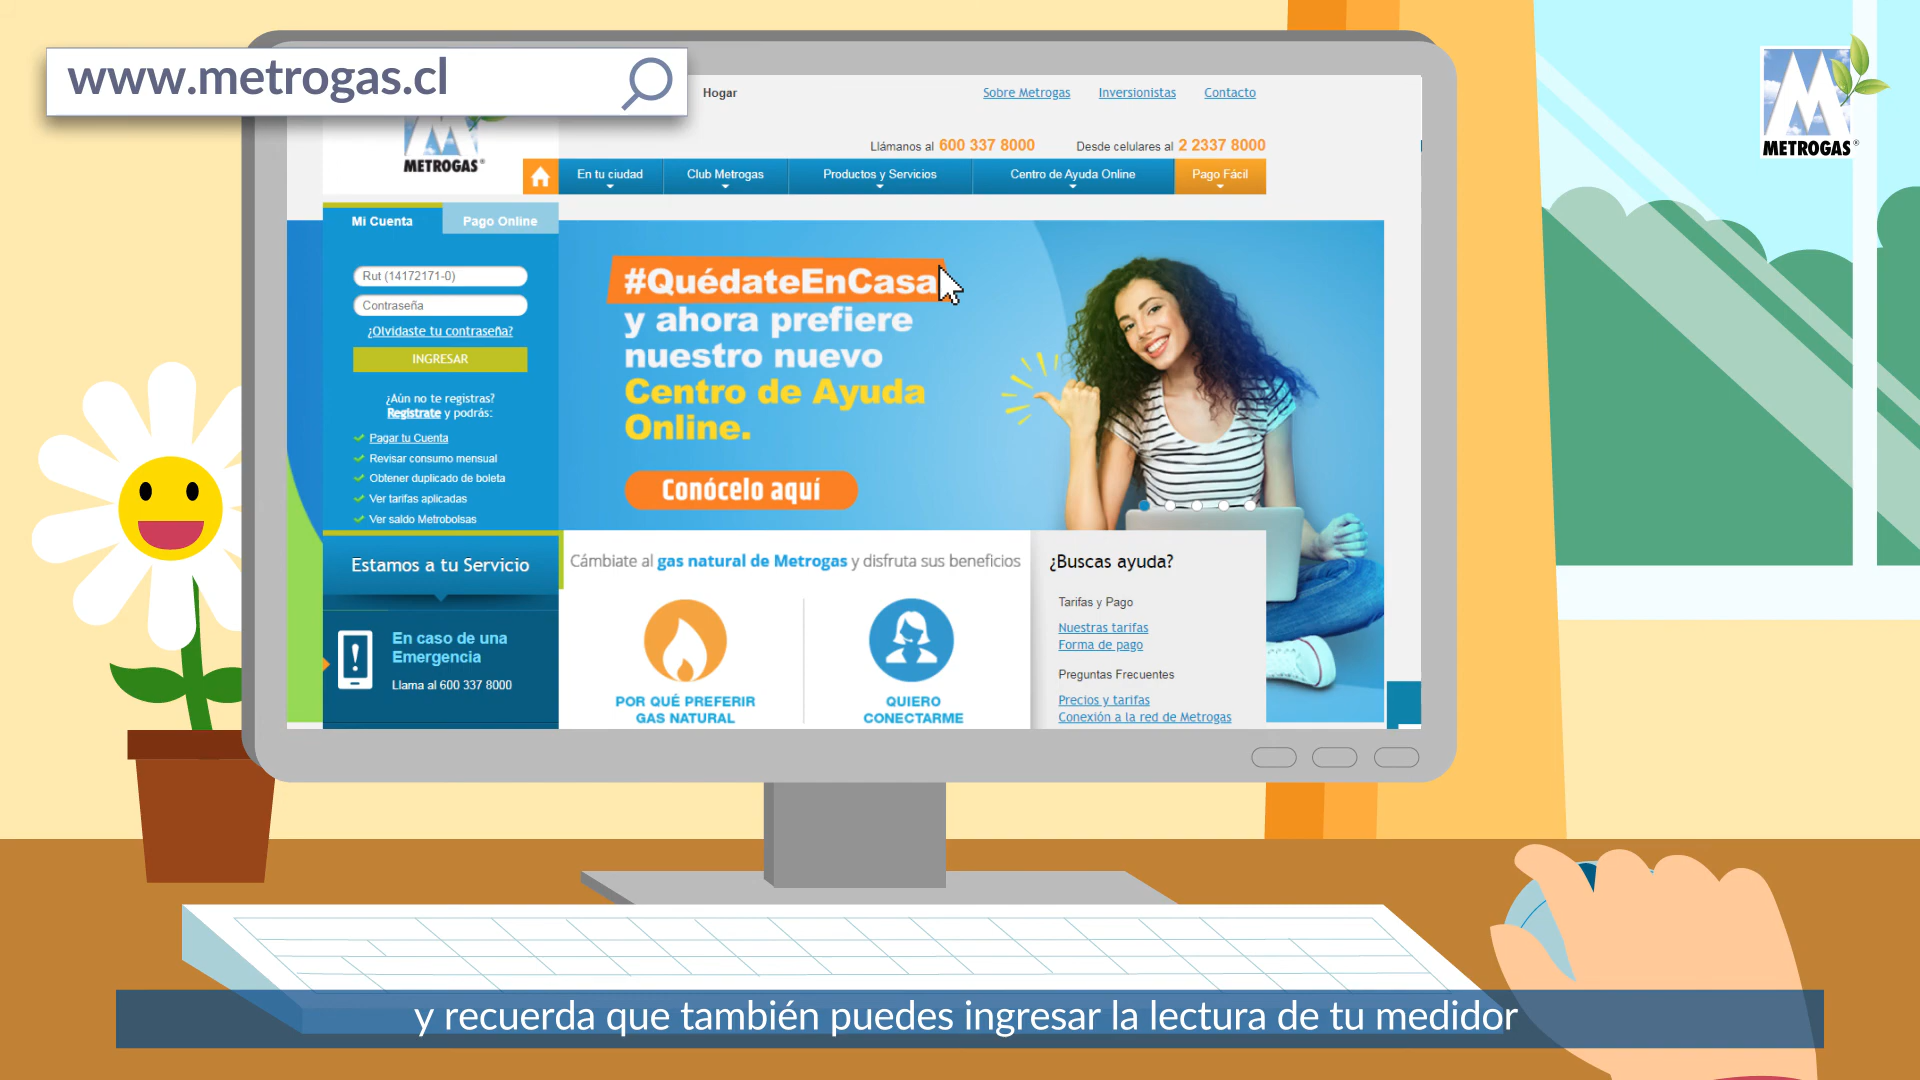 www.metrogas.cl
METROGAS®
Hogar
Sobre Metrogas
Inversionistas
Contacto
Llámanos al 600 337 8000
Desde celulares al 2 2337 8000
METROGAS®
En tu ciudad
Club Metrogas
Productos y Servicios
Centro de Ayuda Online
Pago Fácil
Mi Cuenta
Pago Online
Rut (14172171-0)
Contraseña
¿Olvidaste tu contraseña?
INGRESAR
¿Aún no te registras?
Regístrate y podrás:
Pagar tu Cuenta
Revisar consumo mensual
Obtener duplicado de boleta
Ver tarifas aplicadas
Ver saldo Metrobolsas
#QuédateEnCasa
y ahora prefiere
nuestro nuevo
Centro de Ayuda
Online.
Conócelo aquí
Estamos a tu Servicio
En caso de una
Emergencia
Llama al 600 337 8000
Cámbiate al gas natural de Metrogas y disfruta sus beneficios
POR QUÉ PREFERIR
GAS NATURAL
QUIERO
CONECTARME
¿Buscas ayuda?
Tarifas y Pago
Nuestras tarifas
Forma de pago
Preguntas Frecuentes
Precios y tarifas
Conexión a la red de Metrogas
y recuerda que también puedes ingresar la lectura de tu medidor